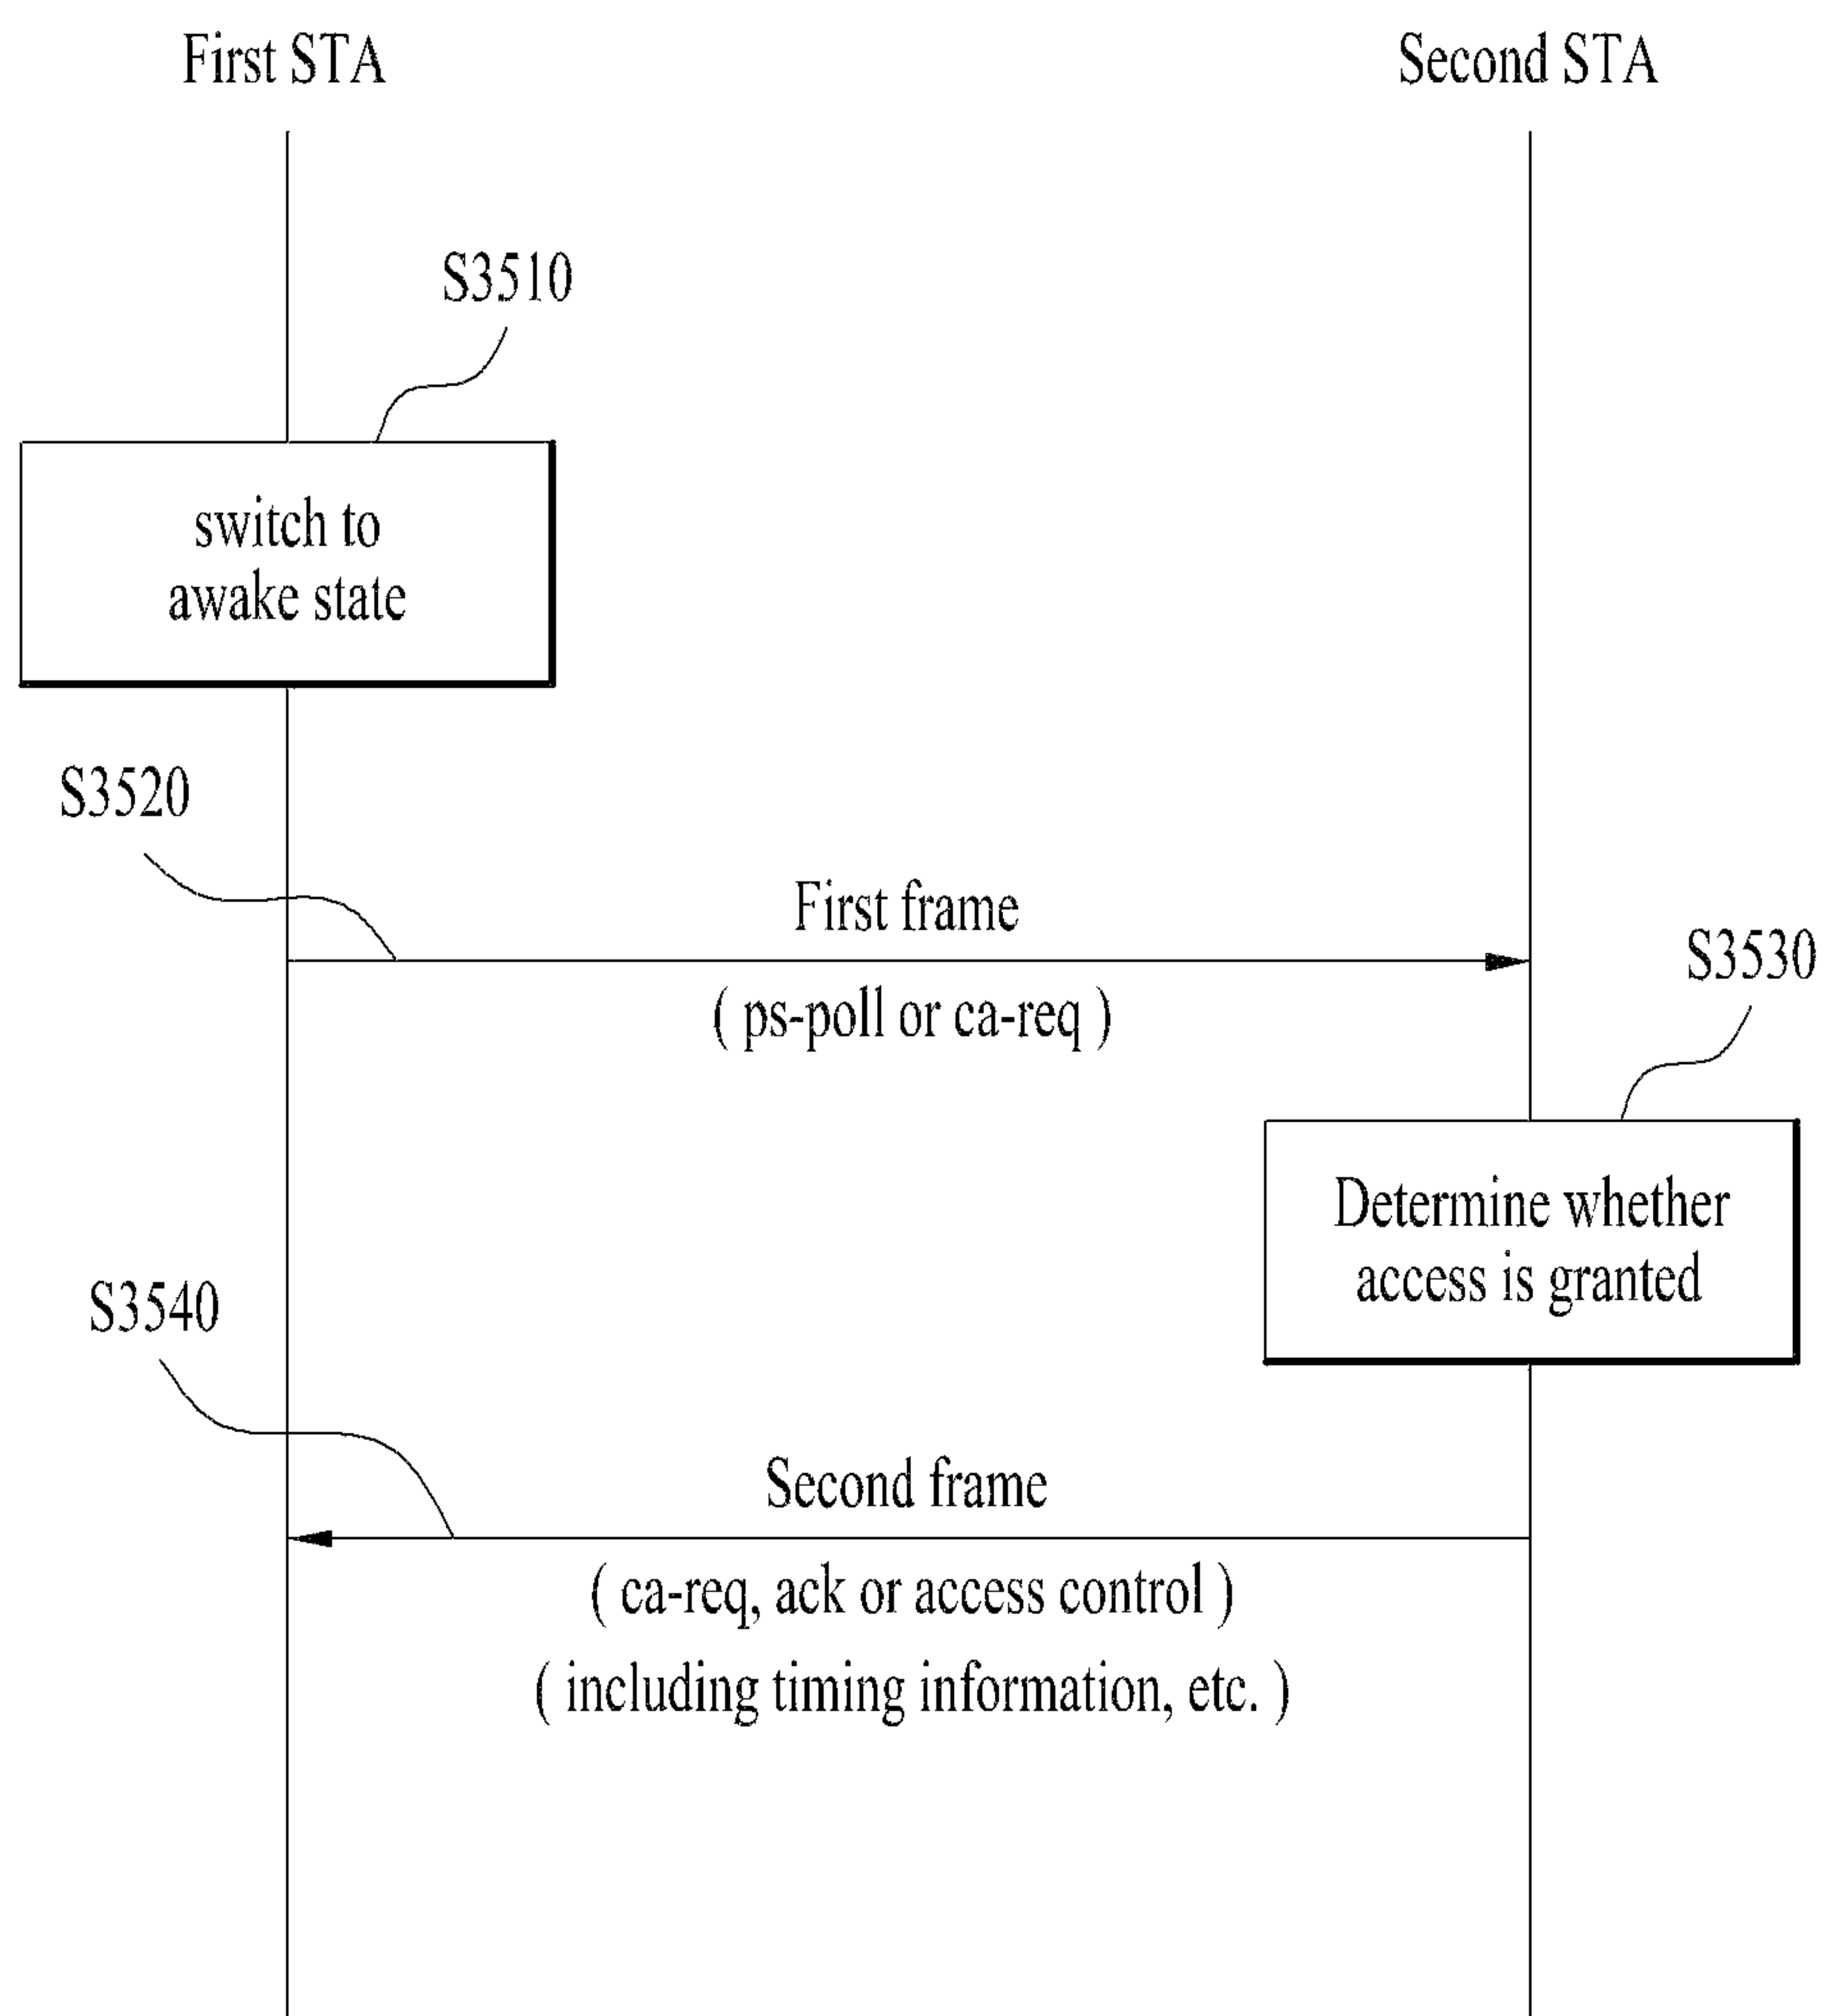 First STA
Second STA
S3510
switch to
awake state
S3520
First frame
( ps-poll or ca-req )
S3530
Determine whether
access is granted
S3540
Second frame
( ca-req, ack or access control )
( including timing information, etc. )